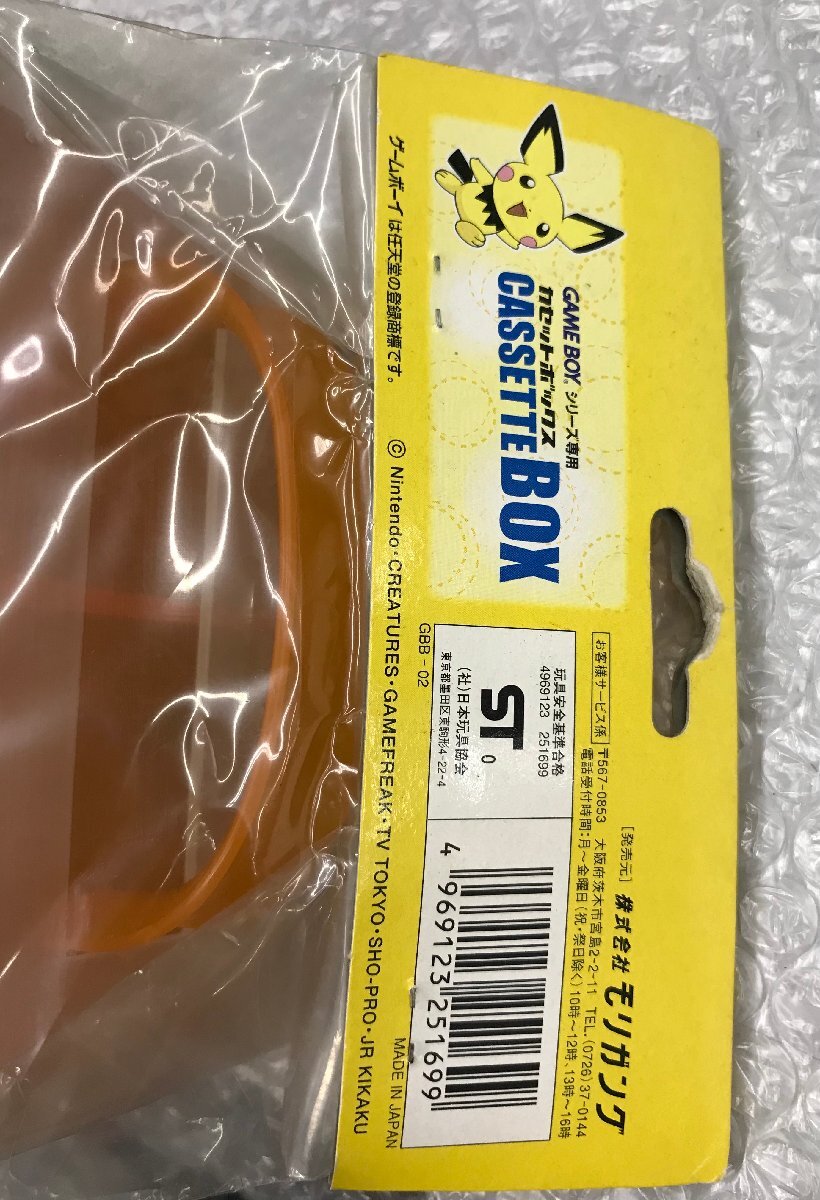 GAME BOY® シリーズ専用
カセットボックス
CASSETTE BOX
ゲームボーイ は任天堂の登録商標です。
© Nintendo・CREATURES・GAMEFREAK・TV TOKYO・SHO-PRO・JR KIKAKU
GBB-02
MADE IN JAPAN
玩具安全基準合格
4969123 251699
ST
0
(社)日本玩具協会
東京都墨田区東駒形4-22-4
4 969123 251699
[発売元] 株式会社 モリガング
お客様サービス係 〒567-0853 大阪府茨木市宮島2-2-11 TEL.(0726)37-0144
電話受付時間:月〜金曜日(祝・祭日除く)10時〜12時、13時〜16時